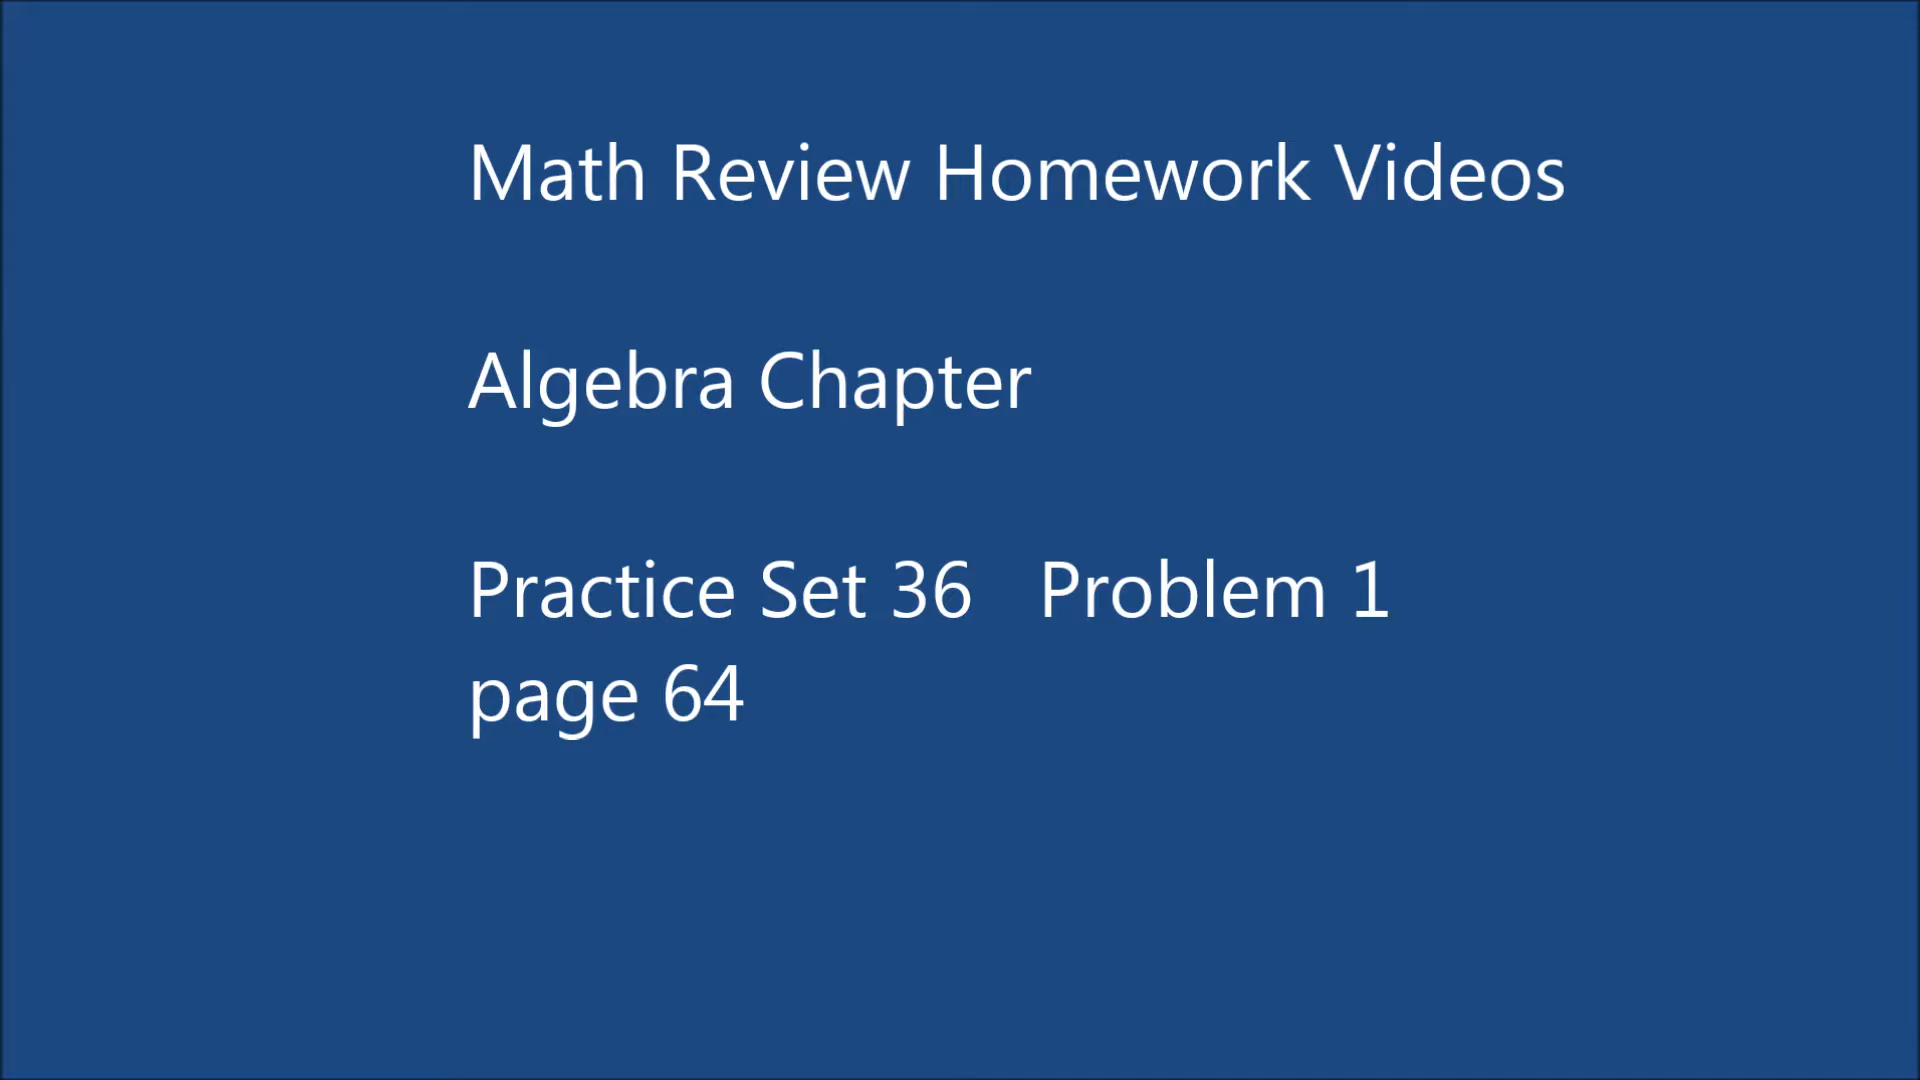 Math Review Homework Videos
Algebra Chapter
Practice Set 36 Problem 1
page 64